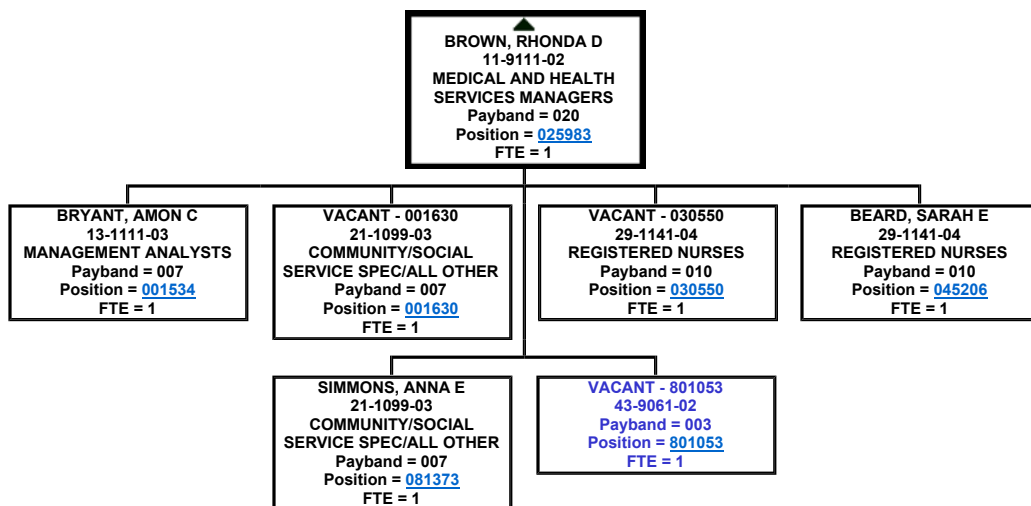 BROWN, RHONDA D
11-9111-02
MEDICAL AND HEALTH
SERVICES MANAGERS
Payband = 020
Position = 025983
FTE = 1
BRYANT, AMON C
13-1111-03
MANAGEMENT ANALYSTS
Payband = 007
Position = 001534
FTE = 1
VACANT - 001630
21-1099-03
COMMUNITY/SOCIAL
SERVICE SPEC/ALL OTHER
Payband = 007
Position = 001630
FTE = 1
VACANT - 030550
29-1141-04
REGISTERED NURSES
Payband = 010
Position = 030550
FTE = 1
BEARD, SARAH E
29-1141-04
REGISTERED NURSES
Payband = 010
Position = 045206
FTE = 1
SIMMONS, ANNA E
21-1099-03
COMMUNITY/SOCIAL
SERVICE SPEC/ALL OTHER
Payband = 007
Position = 081373
FTE = 1
VACANT - 801053
43-9061-02
Payband = 003
Position = 801053
FTE = 1